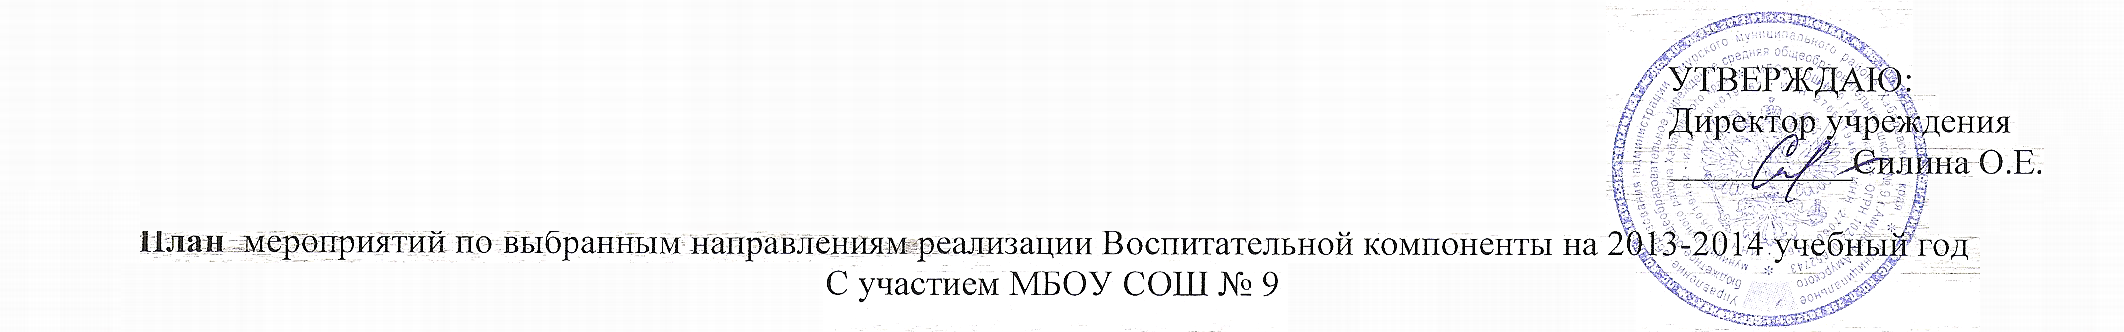 УТВЕРЖДАЮ:
Директор учреждения
Силина О.Е.
План мероприятий по выбранным направлениям реализации Воспитательной компоненты на 2013-2014 учебный год
С участием МБОУ СОШ № 9